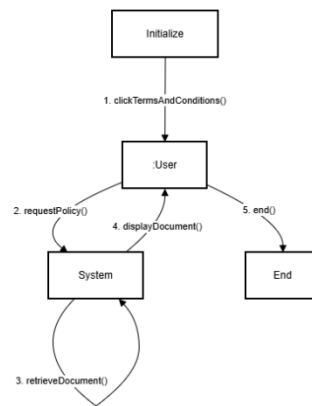 Initialize
1. clickTermsAndConditions()
:User
2. requestPolicy()
4. displayDocument()
5. end()
System
End
3. retrieveDocument()